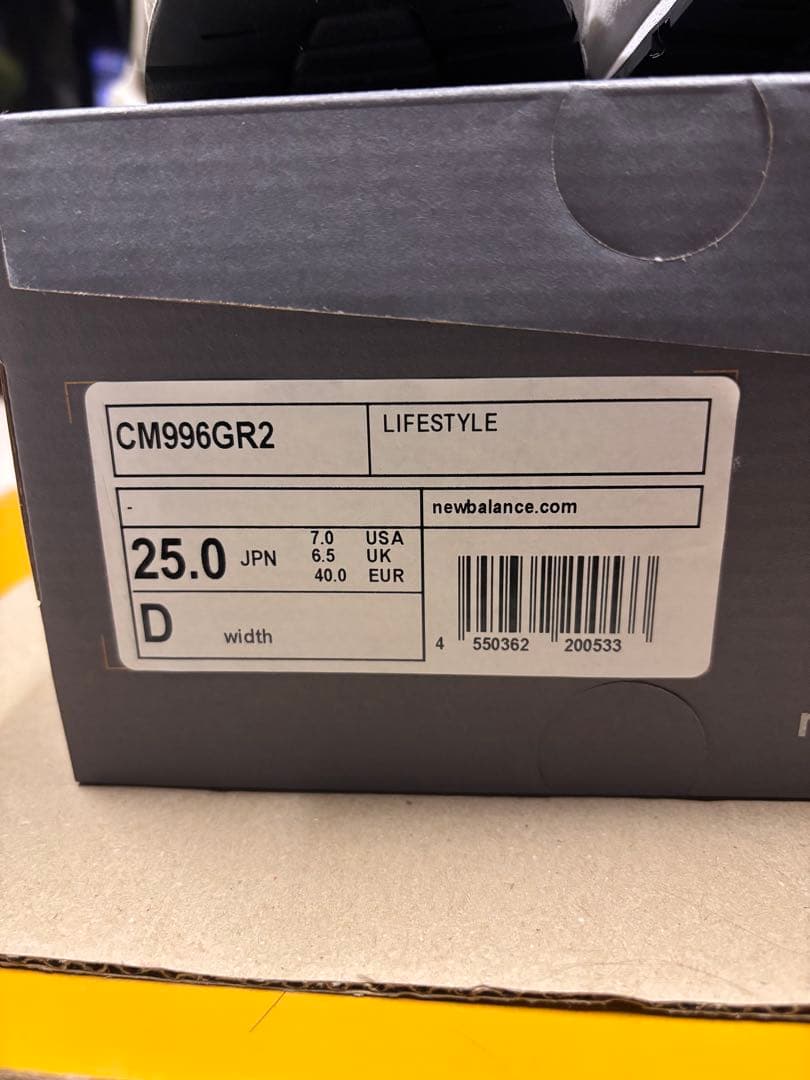 CM996GR2
LIFESTYLE
-
newbalance.com
25.0 JPN
7.0 USA
6.5 UK
40.0 EUR
D width
4 550362 200533